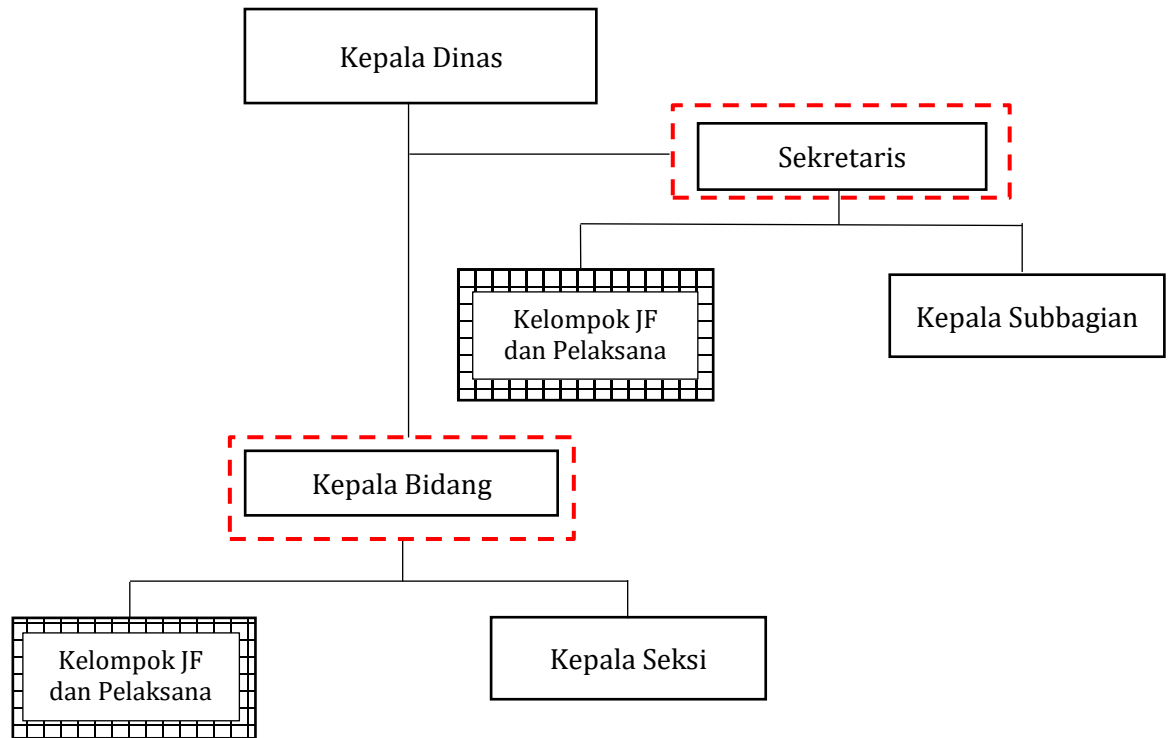 Kepala Dinas
Sekretaris
Kelompok JF
dan Pelaksana
Kepala Subbagian
Kepala Bidang
Kelompok JF
dan Pelaksana
Kepala Seksi